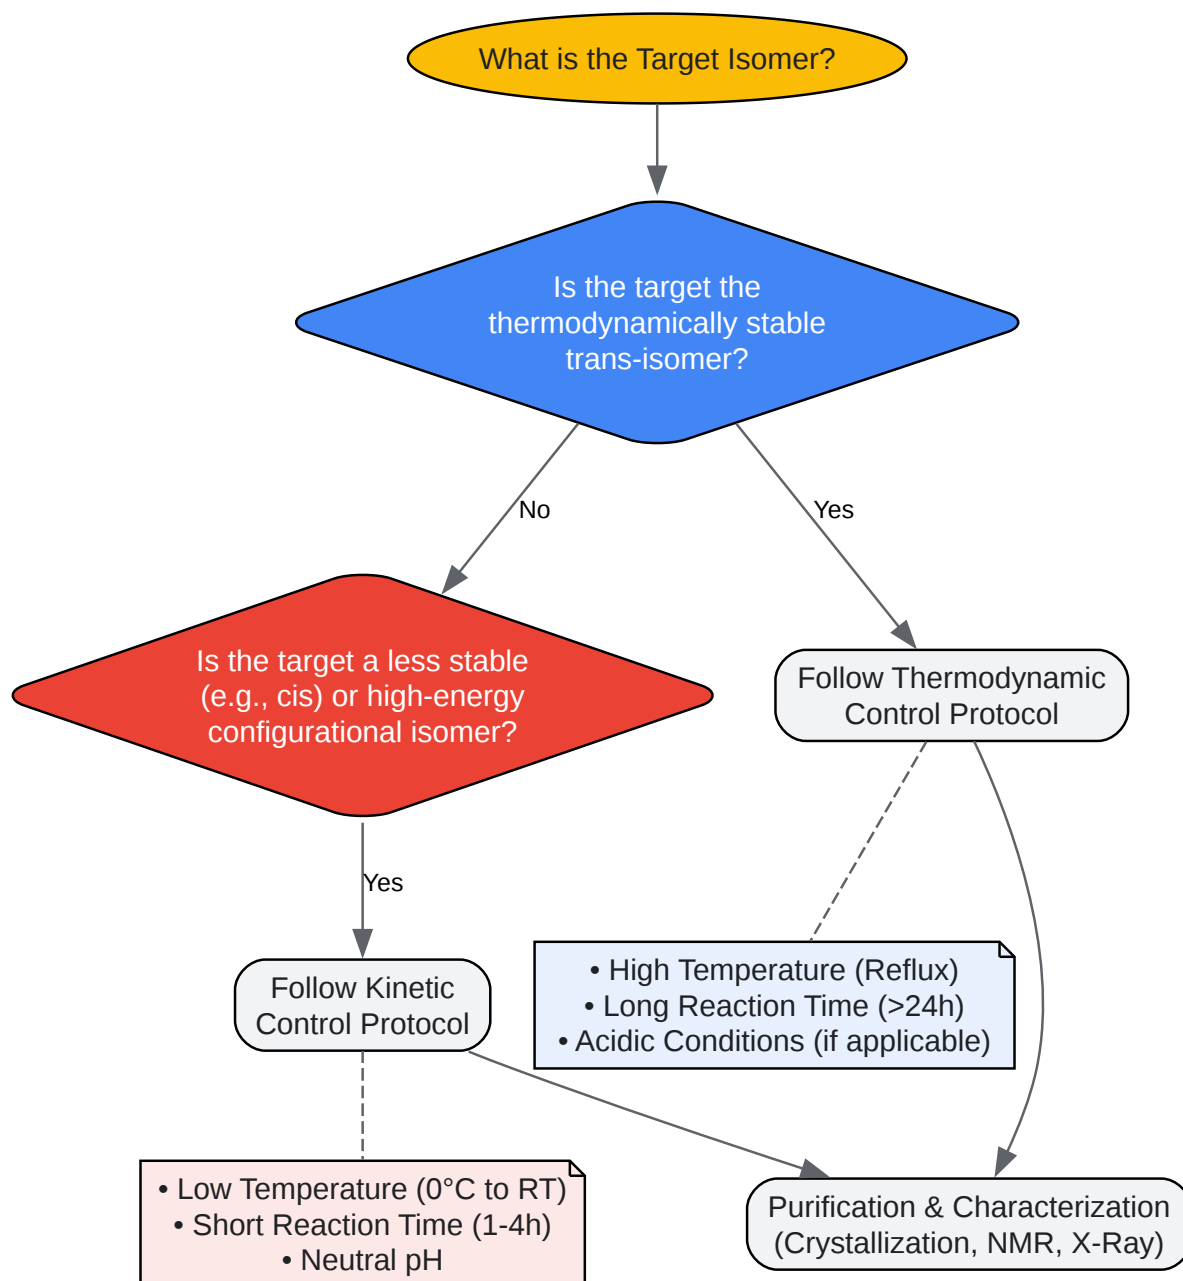 What is the Target Isomer?
Is the target the
thermodynamically stable
trans-isomer?
No
Yes
Is the target a less stable
(e.g., cis) or high-energy
configurational isomer?
Follow Thermodynamic
Control Protocol
Yes
• High Temperature (Reflux)
• Long Reaction Time (>24h)
• Acidic Conditions (if applicable)
Follow Kinetic
Control Protocol
• Low Temperature (0°C to RT)
• Short Reaction Time (1-4h)
• Neutral pH
Purification & Characterization
(Crystallization, NMR, X-Ray)